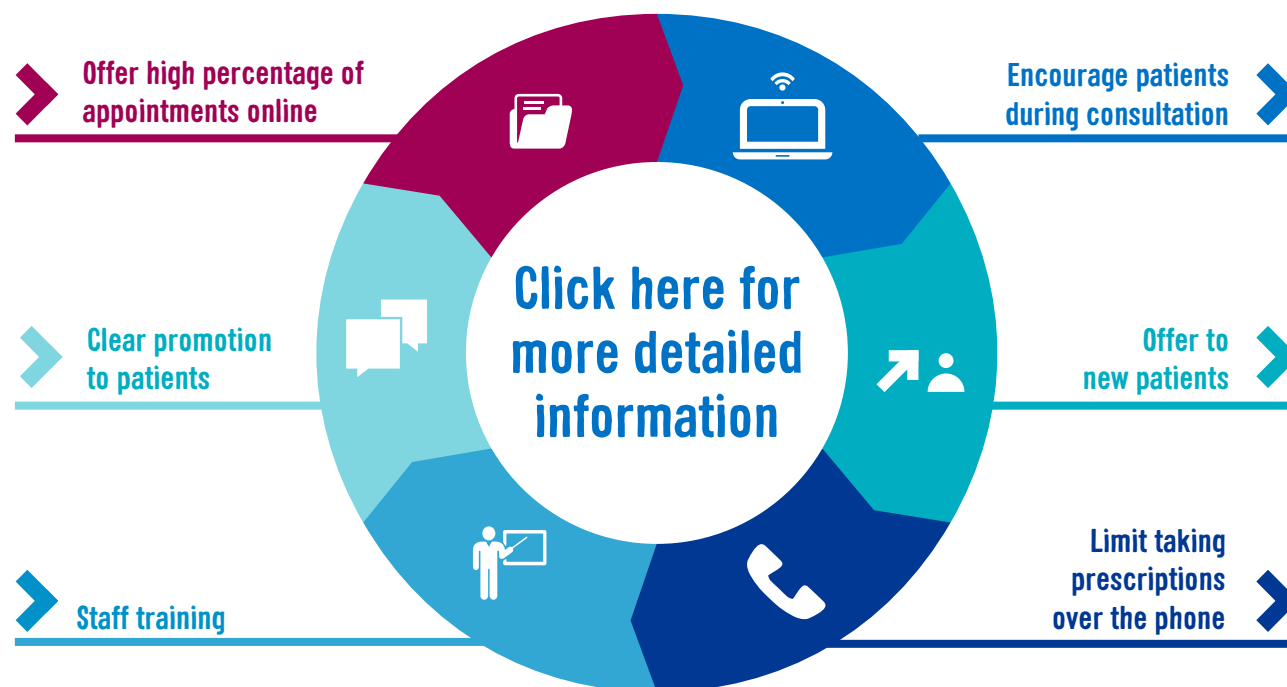 Offer high percentage of
appointments online
Encourage patients
during consultation
Clear promotion
to patients
Click here for
more detailed
information
Offer to
new patients
Staff training
Limit taking
prescriptions
over the phone